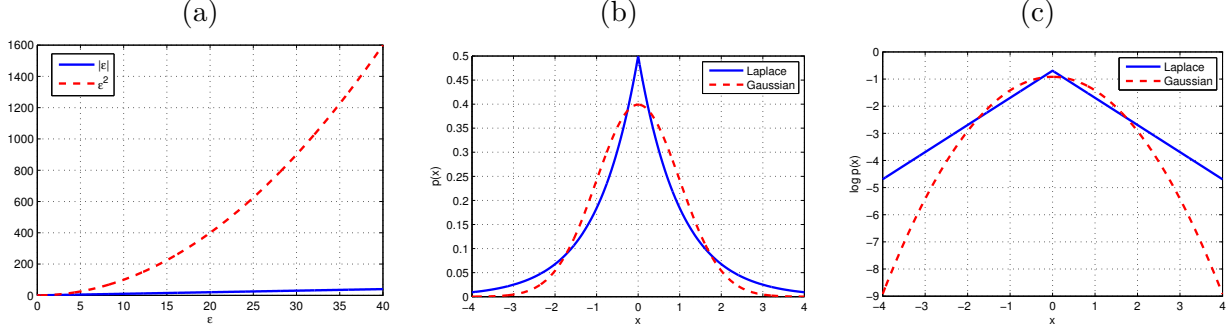 (a)
1600
1400
1200
1000
800
600
400
200
0
0 5 10 15 20 25 30 35 40
ε
|ε|
ε²
(b)
0.5
0.45
0.4
0.35
0.3
0.25
0.2
0.15
0.1
0.05
0
−4 −3 −2 −1 0 1 2 3 4
x
p(x)
Laplace
Gaussian
(c)
0
−1
−2
−3
−4
−5
−6
−7
−8
−9
−4 −3 −2 −1 0 1 2 3 4
x
log p(x)
Laplace
Gaussian